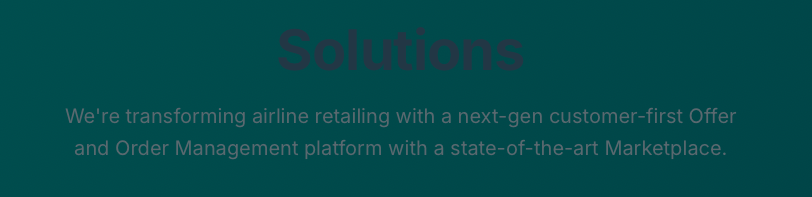 Solutions
We're transforming airline retailing with a next-gen customer-first Offer
and Order Management platform with a state-of-the-art Marketplace.